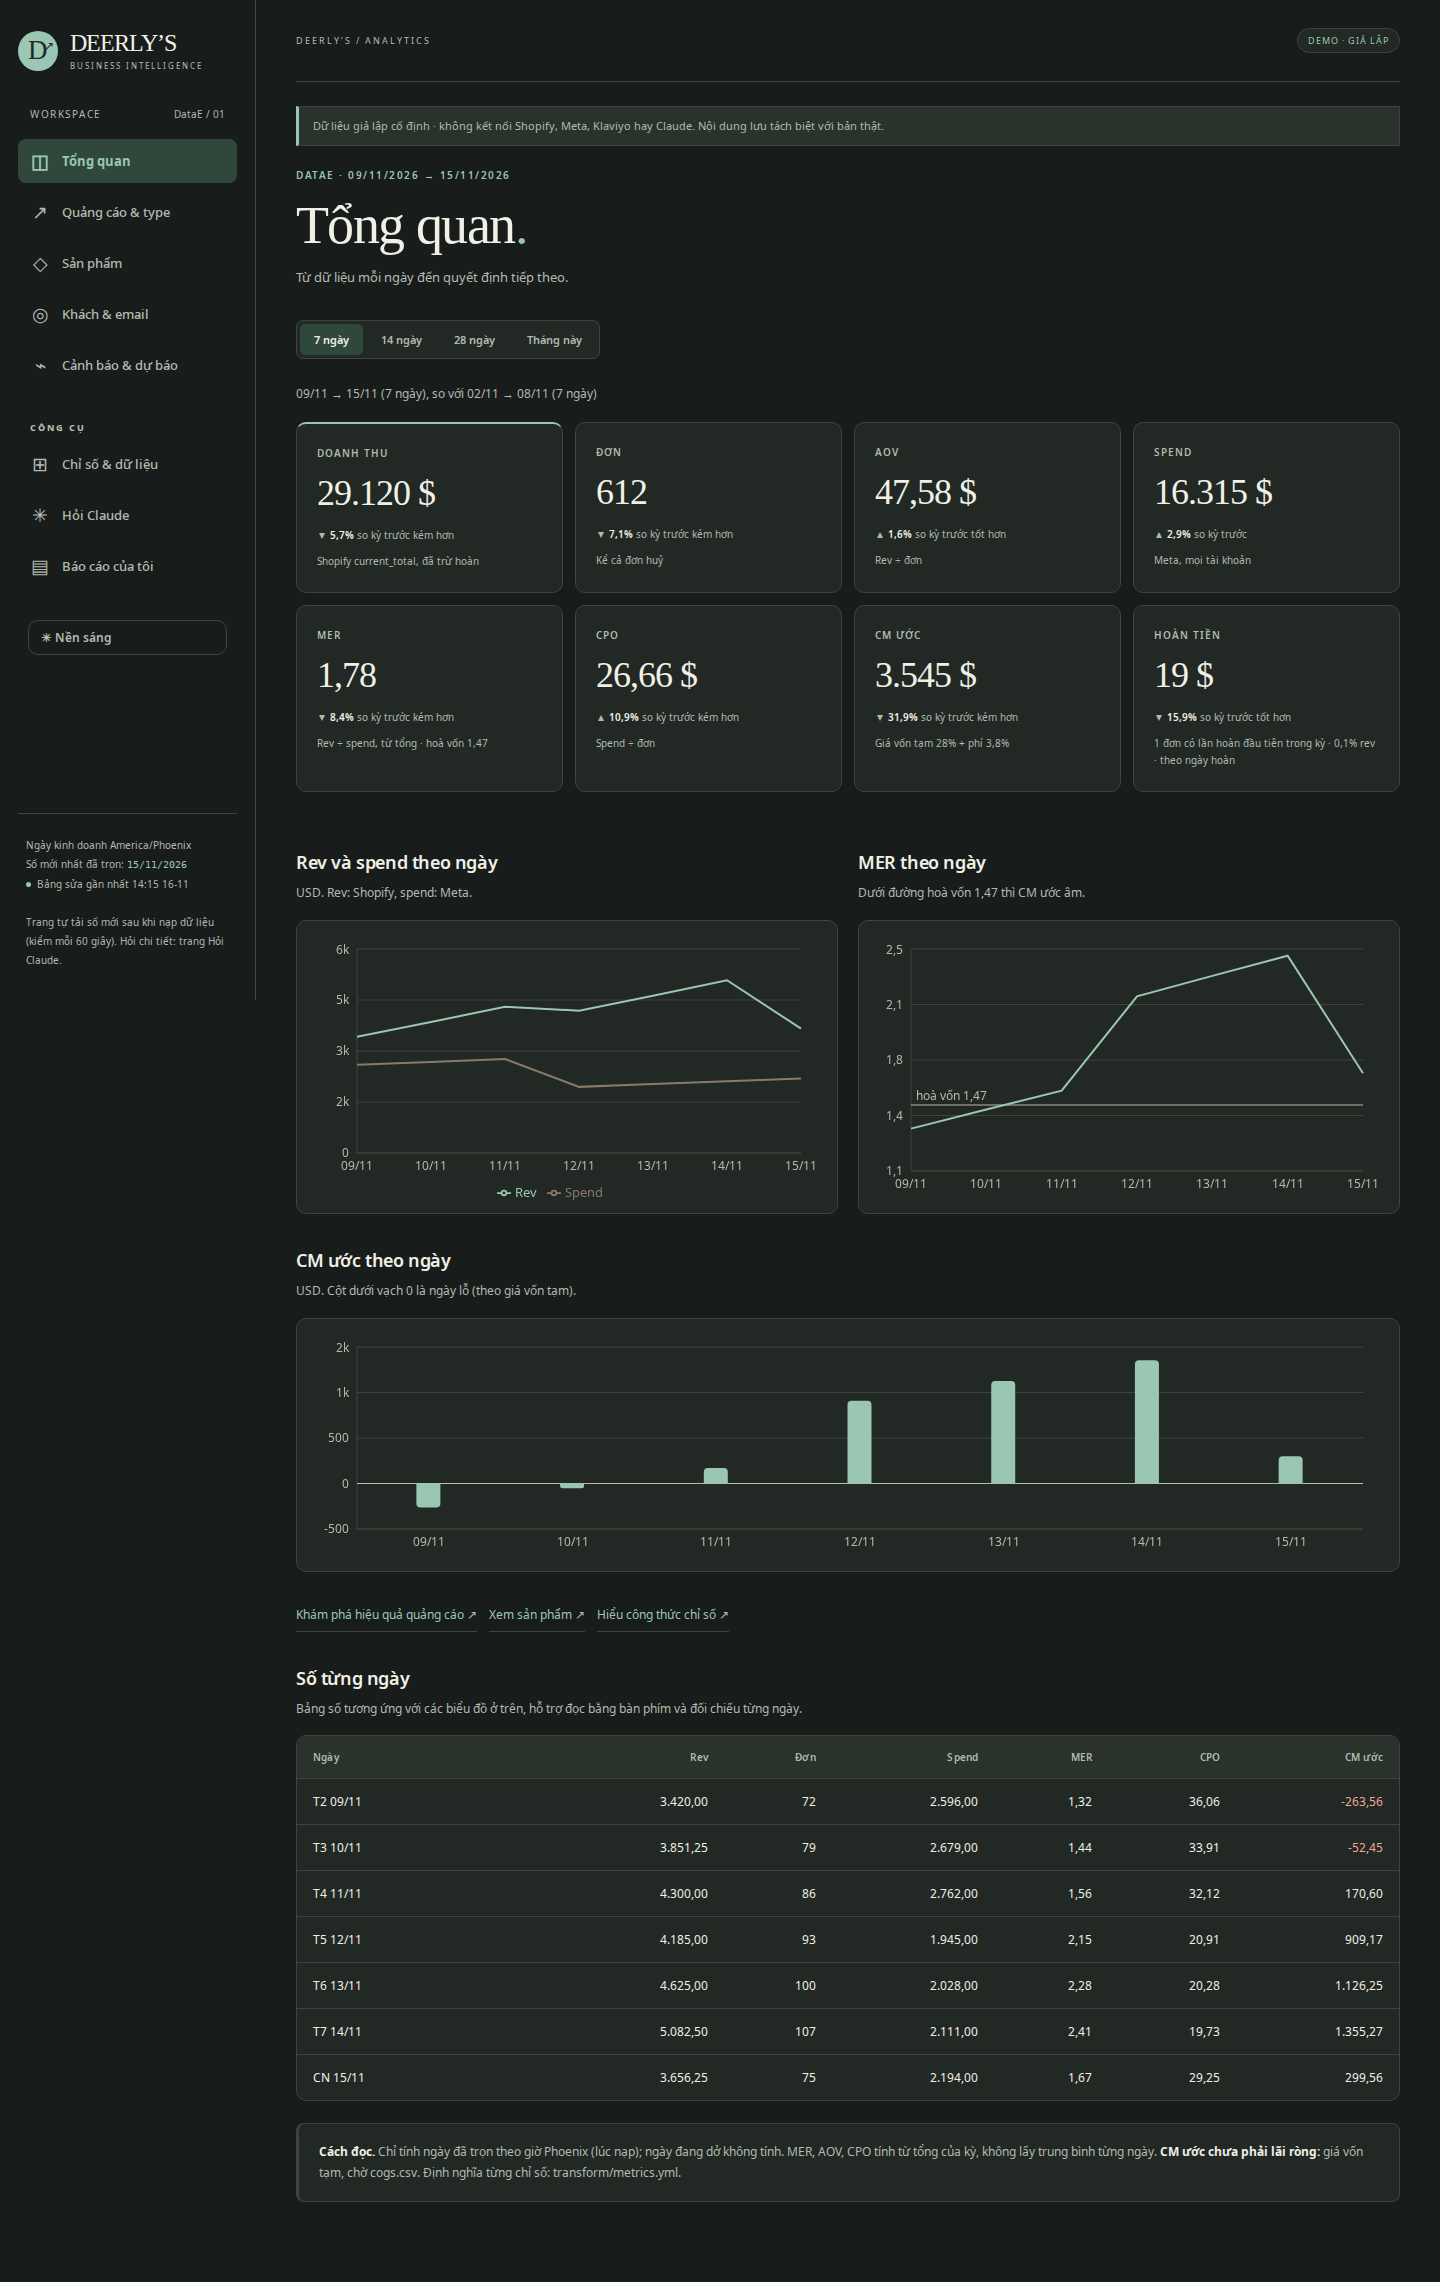 DEERLY’S
BUSINESS INTELLIGENCE
WORKSPACE DataE / 01
Tổng quan
Quảng cáo & type
Sản phẩm
Khách & email
Cảnh báo & dự báo
CÔNG CỤ
Chỉ số & dữ liệu
Hỏi Claude
Báo cáo của tôi
☀ Nền sáng
Ngày kinh doanh America/Phoenix
Số mới nhất đã trọn: 15/11/2026
Bảng sửa gần nhất 14:15 16-11
Trang tự tải số mới sau khi nạp dữ liệu
(kiểm mỗi 60 giây). Hỏi chi tiết: trang Hỏi
Claude.
DEERLY’S / ANALYTICS
DEMO · GIẢ LẬP
Dữ liệu giả lập cố định · không kết nối Shopify, Meta, Klaviyo hay Claude. Nội dung lưu tách biệt với bản thật.
DATAE · 09/11/2026 → 15/11/2026
Tổng quan.
Từ dữ liệu mỗi ngày đến quyết định tiếp theo.
7 ngày 14 ngày 28 ngày Tháng này
09/11 → 15/11 (7 ngày), so với 02/11 → 08/11 (7 ngày)
DOANH THU
29.120 $
▼ 5,7% so kỳ trước kém hơn
Shopify current_total, đã trừ hoàn
ĐƠN
612
▼ 7,1% so kỳ trước kém hơn
Kể cả đơn huỷ
AOV
47,58 $
▲ 1,6% so kỳ trước tốt hơn
Rev ÷ đơn
SPEND
16.315 $
▲ 2,9% so kỳ trước
Meta, mọi tài khoản
MER
1,78
▼ 8,4% so kỳ trước kém hơn
Rev ÷ spend, từ tổng · hoà vốn 1,47
CPO
26,66 $
▲ 10,9% so kỳ trước kém hơn
Spend ÷ đơn
CM ƯỚC
3.545 $
▼ 31,9% so kỳ trước kém hơn
Giá vốn tạm 28% + phí 3,8%
HOÀN TIỀN
19 $
▼ 15,9% so kỳ trước tốt hơn
1 đơn có lần hoàn đầu tiên trong kỳ · 0,1% rev
· theo ngày hoàn
Rev và spend theo ngày
USD. Rev: Shopify, spend: Meta.
6k
5k
3k
2k
0
09/11 10/11 11/11 12/11 13/11 14/11 15/11
Rev Spend
MER theo ngày
Dưới đường hoà vốn 1,47 thì CM ước âm.
2,5
2,1
1,8
hoà vốn 1,47
1,4
1,1
09/11 10/11 11/11 12/11 13/11 14/11 15/11
CM ước theo ngày
USD. Cột dưới vạch 0 là ngày lỗ (theo giá vốn tạm).
2k
1k
500
0
-500
09/11 10/11 11/11 12/11 13/11 14/11 15/11
Khám phá hiệu quả quảng cáo ↗ Xem sản phẩm ↗ Hiểu công thức chỉ số ↗
Số từng ngày
Bảng số tương ứng với các biểu đồ ở trên, hỗ trợ đọc bằng bàn phím và đối chiếu từng ngày.
Ngày Rev Đơn Spend MER CPO CM ước
T2 09/11 3.420,00 72 2.596,00 1,32 36,06 -263,56
T3 10/11 3.851,25 79 2.679,00 1,44 33,91 -52,45
T4 11/11 4.300,00 86 2.762,00 1,56 32,12 170,60
T5 12/11 4.185,00 93 1.945,00 2,15 20,91 909,17
T6 13/11 4.625,00 100 2.028,00 2,28 20,28 1.126,25
T7 14/11 5.082,50 107 2.111,00 2,41 19,73 1.355,27
CN 15/11 3.656,25 75 2.194,00 1,67 29,25 299,56
Cách đọc. Chỉ tính ngày đã trọn theo giờ Phoenix (lúc nạp); ngày đang dở không tính. MER, AOV, CPO tính từ tổng của kỳ, không lấy trung bình từng ngày. CM ước chưa phải lãi ròng: giá vốn
tạm, chờ cogs.csv. Định nghĩa từng chỉ số: transform/metrics.yml.